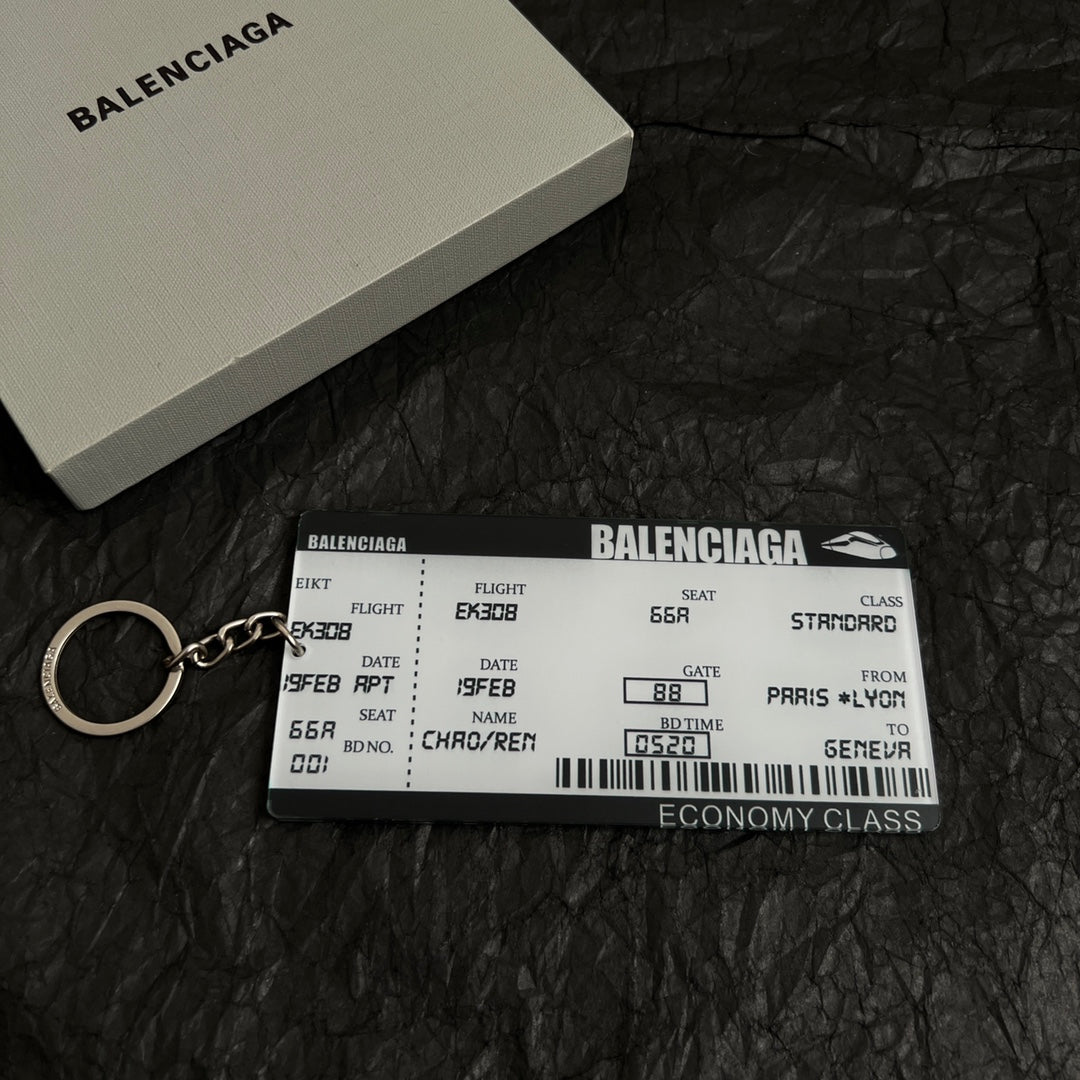 BALENCIAGA
BALENCIAGA
BALENCIAGA
EIKT
FLIGHT
EK308
DATE
19FEB APT
SEAT
66A
BD NO.
001
FLIGHT
EK308
SEAT
66A
CLASS
STANDARD
DATE
19FEB
GATE
88
FROM
PARIS *LYON
NAME
CHAO/REN
BD TIME
0520
TO
GENEVA
ECONOMY CLASS
BALENCIAGA